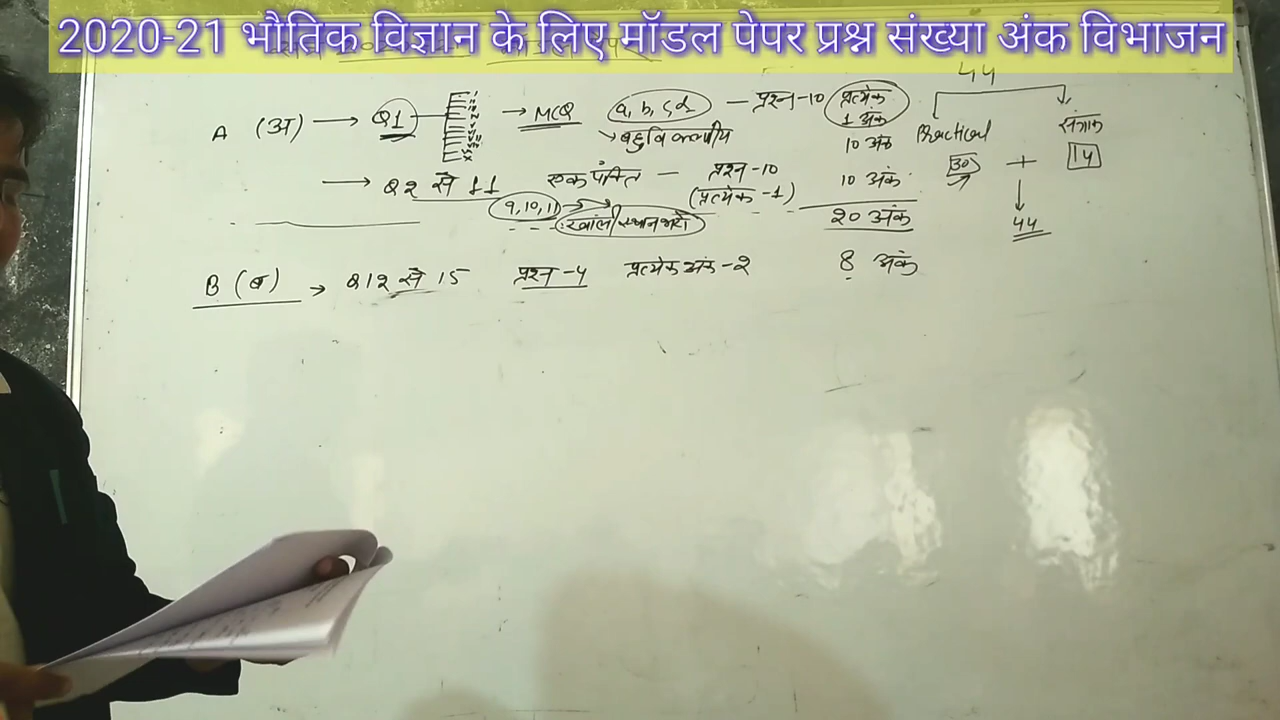 2020-21 भौतिक विज्ञान के लिए मॉडल पेपर प्रश्न संख्या अंक विभाजन
44
A (अ) → Q1 → MCQ a, b, c, d — प्रश्न-10 प्रत्येक 1 अंक
→ बहुविकल्पीय 10 अंक
Practical सत्रांक
30 + 14
→ Q2 से 11 एक पंक्ति — प्रश्न-10 10 अंक
(प्रत्येक -1)
9, 10, 11 → खाली स्थान भरो 20 अंक
44
B (ब) → Q12 से 15 प्रश्न-4 प्रत्येक अंक-2 8 अंक